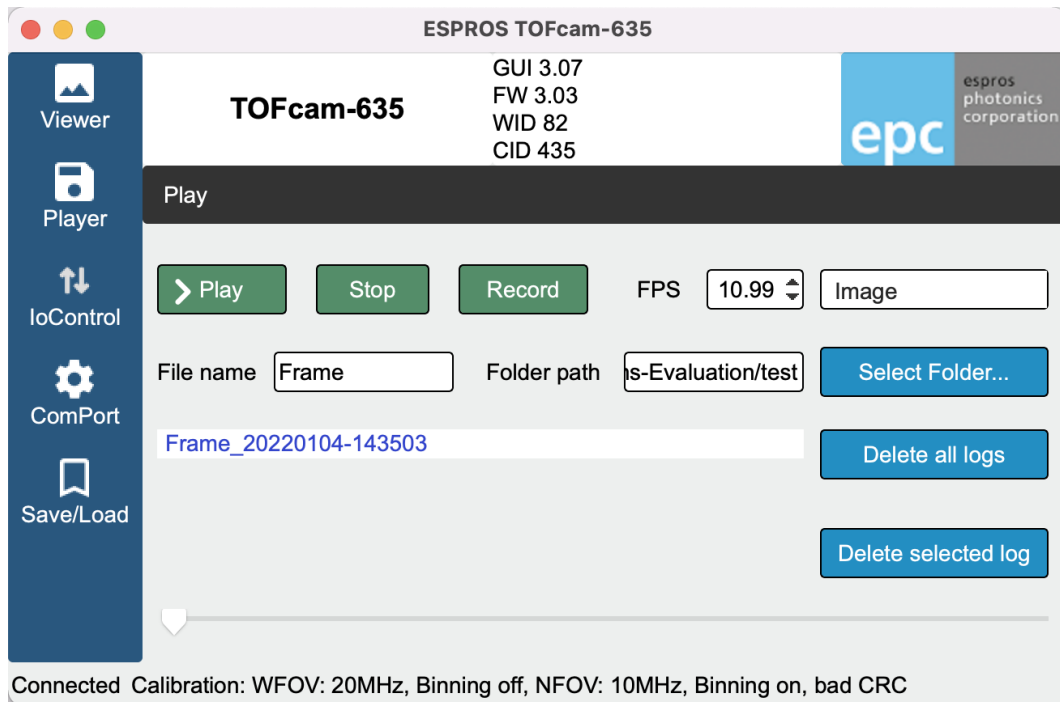 ESPROS TOFcam-635
Viewer
Player
IoControl
ComPort
Save/Load
TOFcam-635
GUI 3.07
FW 3.03
WID 82
CID 435
epc
espros
photonics
corporation
Play
Play Stop Record FPS 10.99 Image
File name Frame Folder path ns-Evaluation/test Select Folder...
Frame_20220104-143503
Delete all logs
Delete selected log
Connected Calibration: WFOV: 20MHz, Binning off, NFOV: 10MHz, Binning on, bad CRC